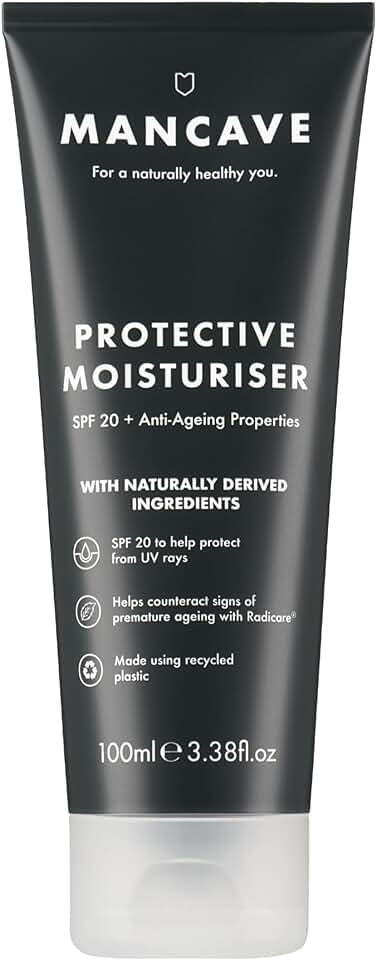 MANCAVE
For a naturally healthy you.
PROTECTIVE
MOISTURISER
SPF 20 + Anti-Ageing Properties
WITH NATURALLY DERIVED
INGREDIENTS
SPF 20 to help protect
from UV rays
Helps counteract signs of
premature ageing with Radicare®
Made using recycled
plastic
100ml℮3.38fl.oz